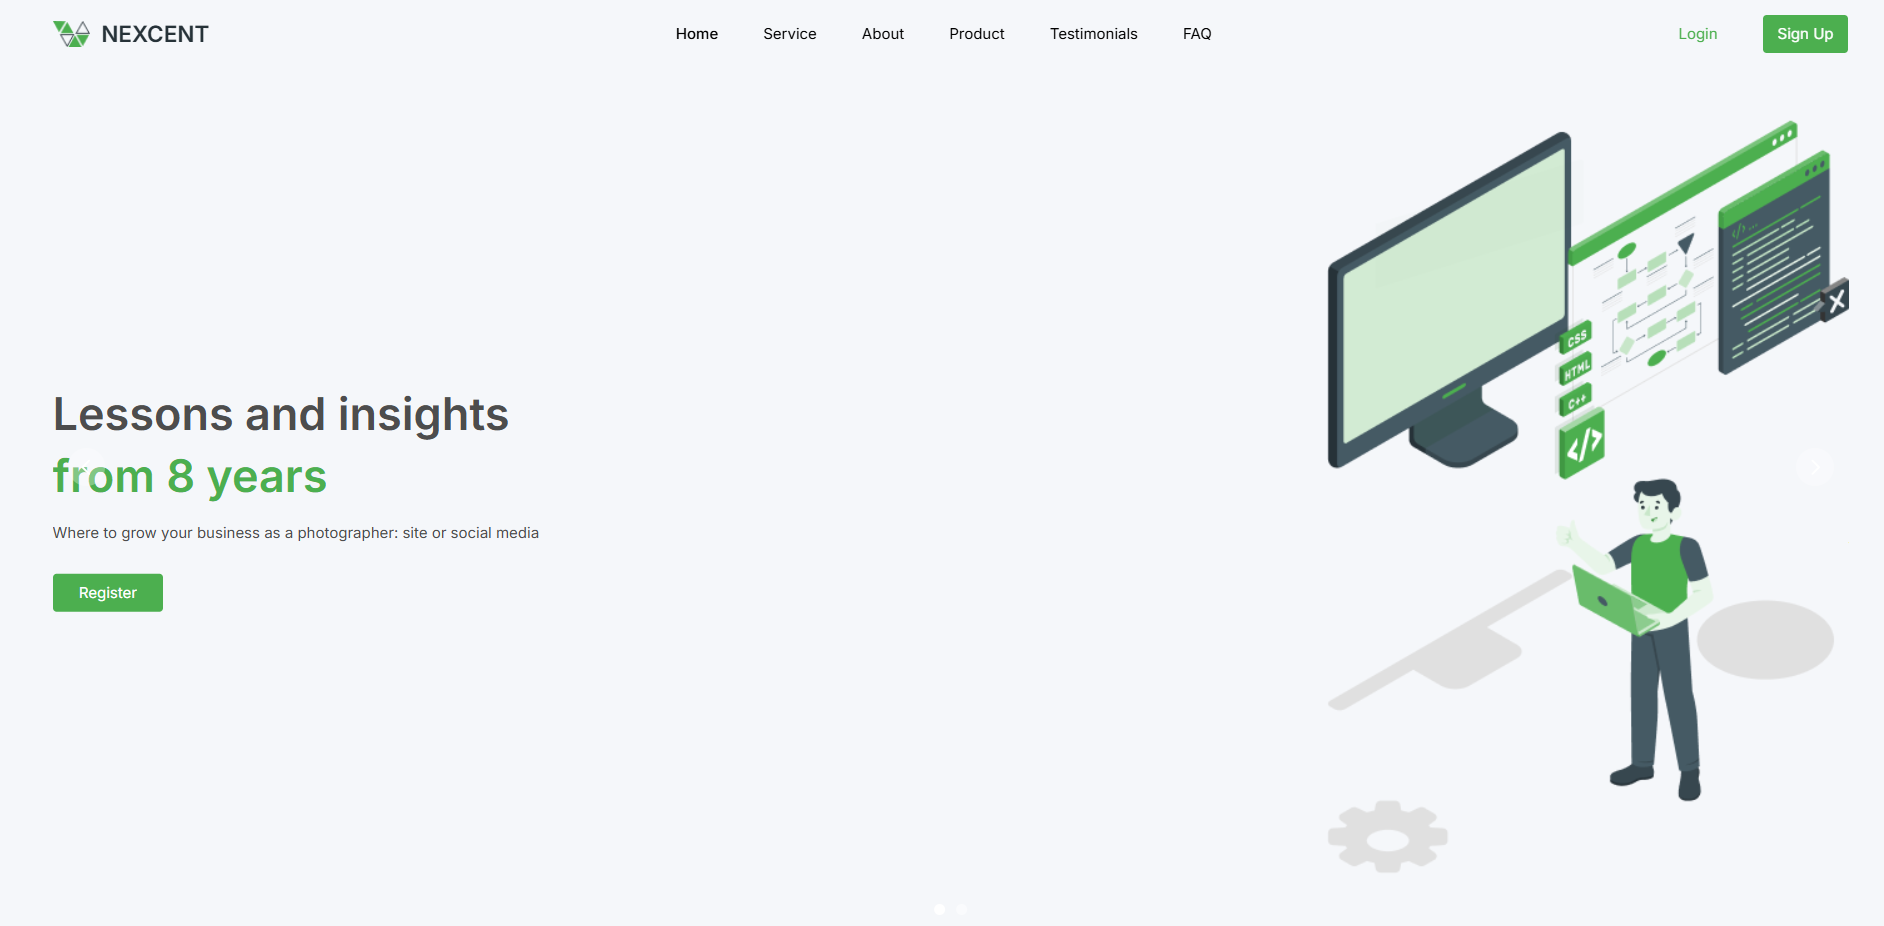 NEXCENT
Home Service About Product Testimonials FAQ
Login
Sign Up
Lessons and insights
from 8 years
Where to grow your business as a photographer: site or social media
Register
CSS
HTML
C++
</>
</>
X